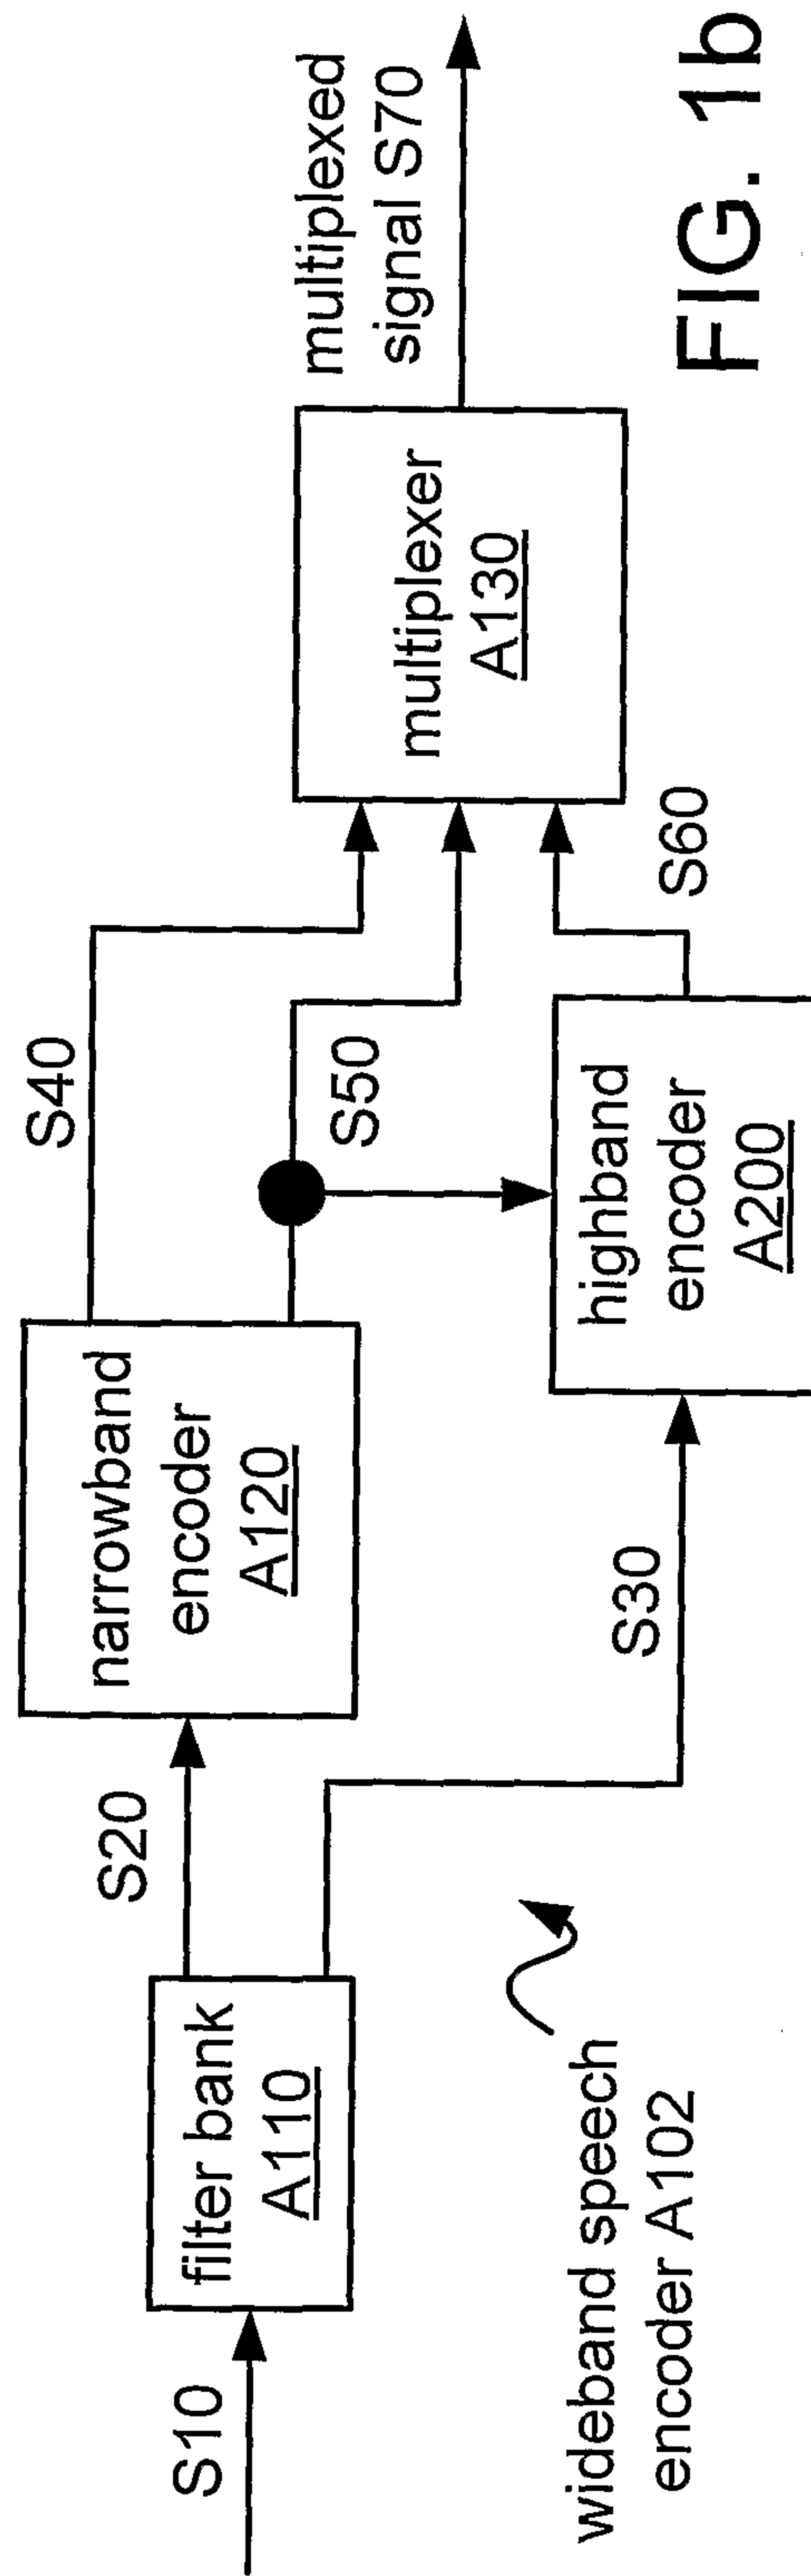 S10
filter bank
A110
S20
S30
narrowband
encoder
A120
S40
S50
highband
encoder
A200
S60
multiplexer
A130
multiplexed
signal S70
wideband speech
encoder A102
FIG. 1b